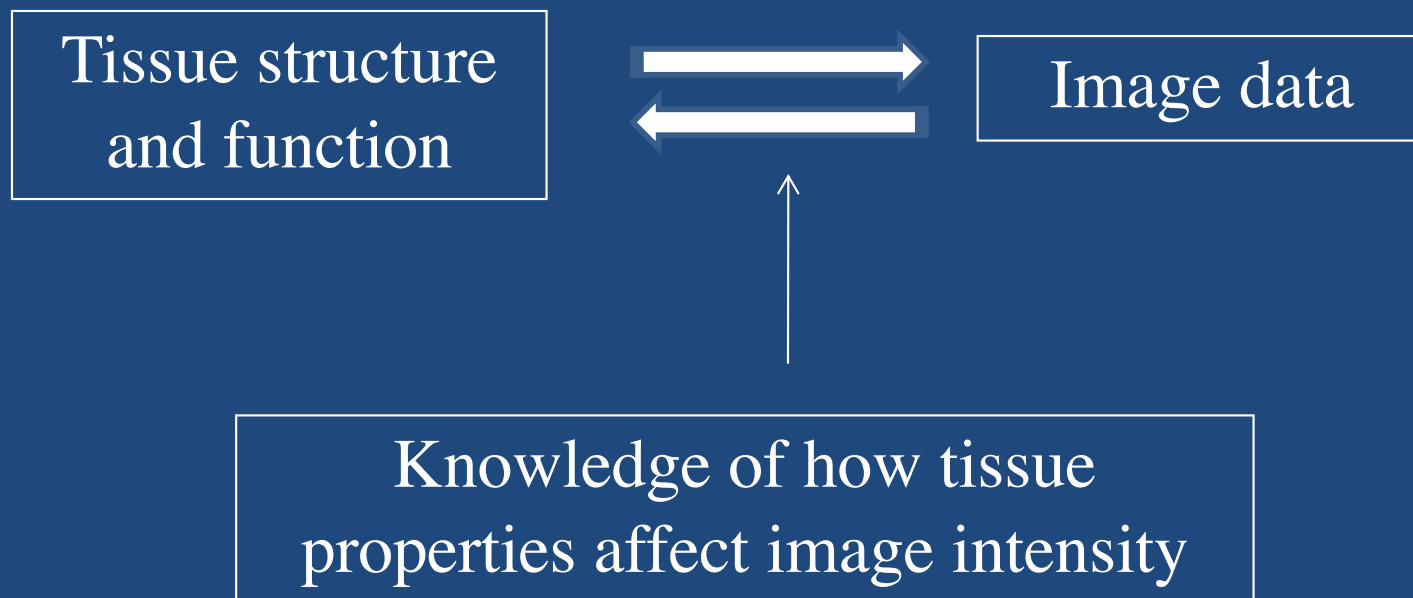 Tissue structure
and function
Image data
Knowledge of how tissue
properties affect image intensity